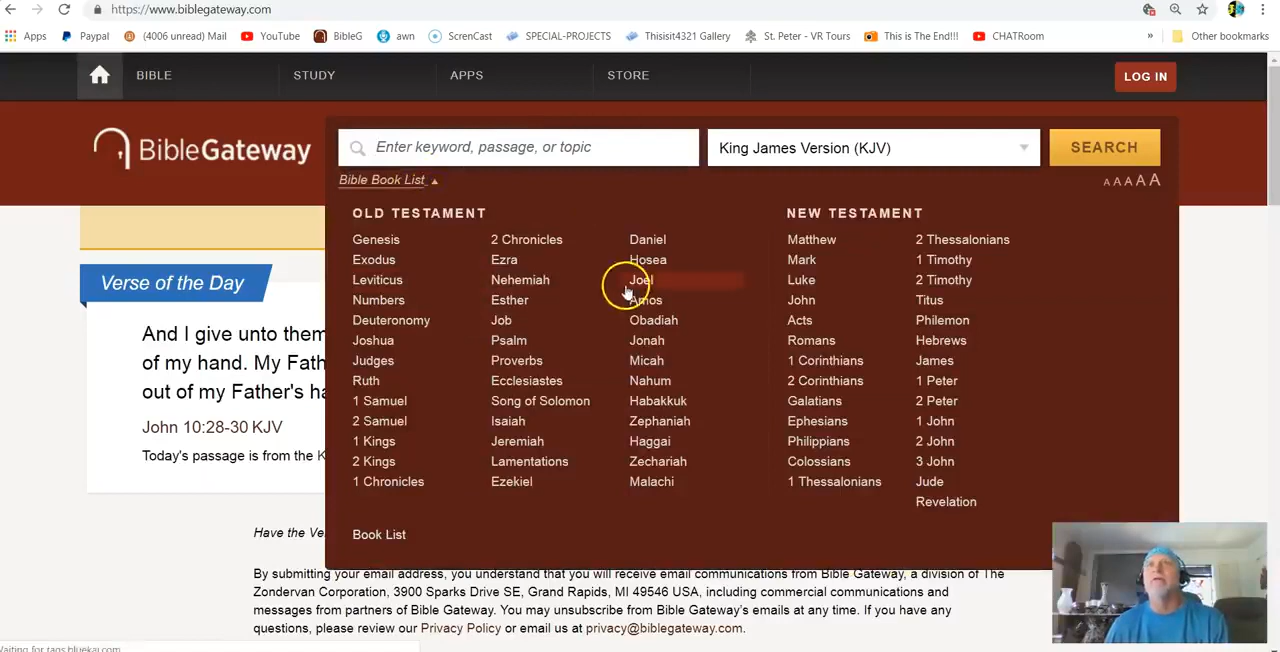 https://www.biblegateway.com
Apps Paypal (4006 unread) Mail YouTube BibleG awn ScrenCast SPECIAL-PROJECTS Thisisit4321 Gallery St. Peter - VR Tours This is The End!!! CHATRoom » Other bookmarks
BIBLE STUDY APPS STORE LOG IN
BibleGateway Enter keyword, passage, or topic King James Version (KJV) SEARCH
Bible Book List A A A A A
OLD TESTAMENT NEW TESTAMENT
Genesis 2 Chronicles Daniel Matthew 2 Thessalonians
Exodus Ezra Hosea Mark 1 Timothy
Leviticus Nehemiah Joel Luke 2 Timothy
Numbers Esther Amos John Titus
Deuteronomy Job Obadiah Acts Philemon
Joshua Psalm Jonah Romans Hebrews
Judges Proverbs Micah 1 Corinthians James
Ruth Ecclesiastes Nahum 2 Corinthians 1 Peter
1 Samuel Song of Solomon Habakkuk Galatians 2 Peter
2 Samuel Isaiah Zephaniah Ephesians 1 John
1 Kings Jeremiah Haggai Philippians 2 John
2 Kings Lamentations Zechariah Colossians 3 John
1 Chronicles Ezekiel Malachi 1 Thessalonians Jude
Revelation
Book List
Verse of the Day
And I give unto them
of my hand. My Fath
out of my Father's ha
John 10:28-30 KJV
Today's passage is from the K
Have the Ve
By submitting your email address, you understand that you will receive email communications from Bible Gateway, a division of The
Zondervan Corporation, 3900 Sparks Drive SE, Grand Rapids, MI 49546 USA, including commercial communications and
messages from partners of Bible Gateway. You may unsubscribe from Bible Gateway's emails at any time. If you have any
questions, please review our Privacy Policy or email us at privacy@biblegateway.com.
Waiting for tags.bluekai.com